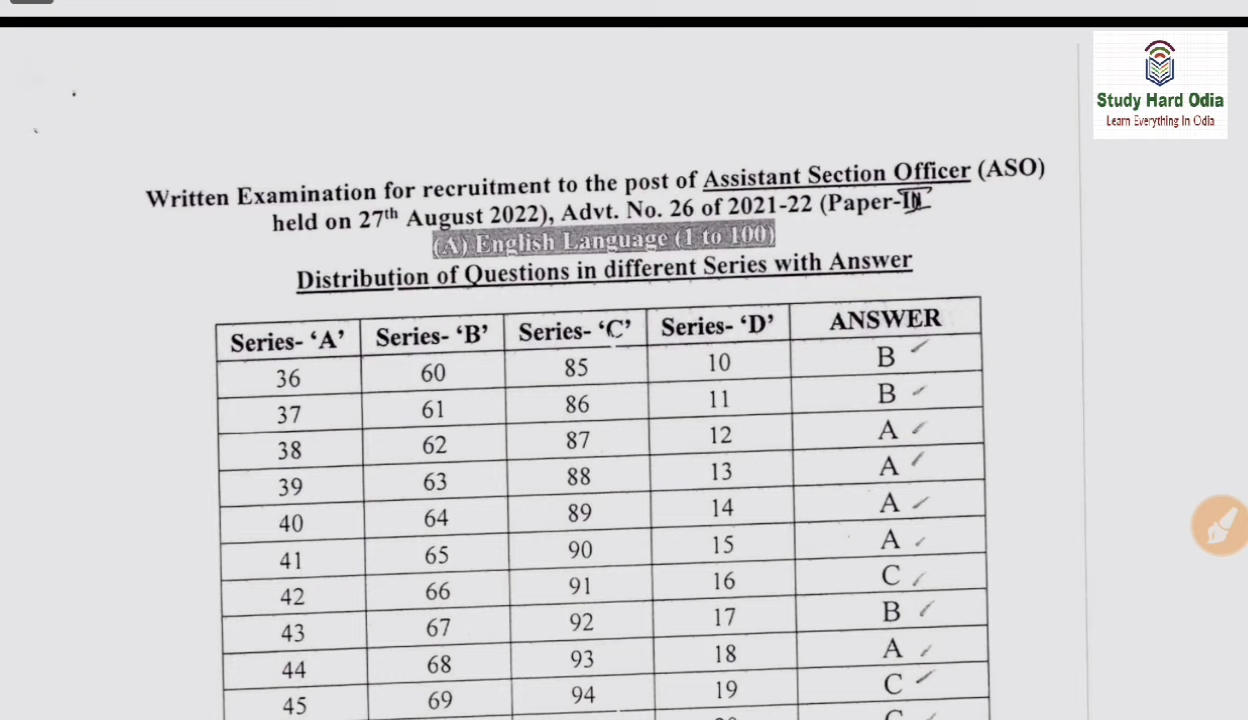 Study Hard Odia
Learn Everything In Odia
Written Examination for recruitment to the post of Assistant Section Officer (ASO)
held on 27th August 2022), Advt. No. 26 of 2021-22 (Paper-
(A) English Language (1 to 100)
Distribution of Questions in different Series with Answer
Series- ‘A’ Series- ‘B’ Series- ‘C’ Series- ‘D’ ANSWER
36 60 85 10 B
37 61 86 11 B
38 62 87 12 A
39 63 88 13 A
40 64 89 14 A
41 65 90 15 A
42 66 91 16 C
43 67 92 17 B
44 68 93 18 A
45 69 94 19 C